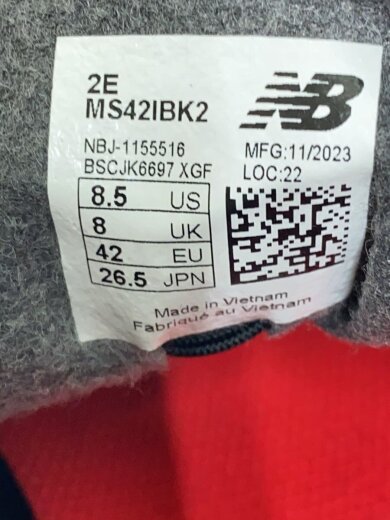 2E
MS42IBK2
NB
NBJ-1155516
BSCJK6697 XGF
MFG:11/2023
LOC:22
8.5 US
8 UK
42 EU
26.5 JPN
Made in Vietnam
Fabriqué au Vietnam